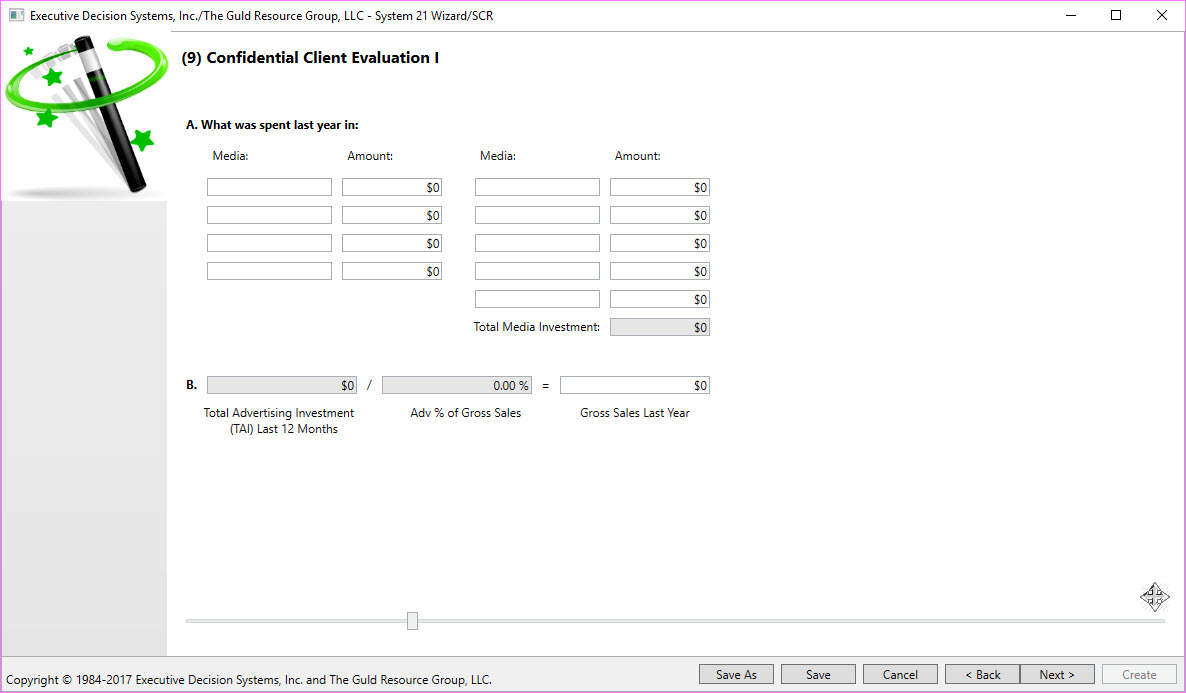 Executive Decision Systems, Inc./The Guld Resource Group, LLC - System 21 Wizard/SCR
(9) Confidential Client Evaluation I
A. What was spent last year in:
Media: Amount: Media: Amount:
$0 $0
$0 $0
$0 $0
$0 $0
$0
Total Media Investment: $0
B. $0 / 0.00 % = $0
Total Advertising Investment Adv % of Gross Sales Gross Sales Last Year
(TAI) Last 12 Months
Copyright © 1984-2017 Executive Decision Systems, Inc. and The Guld Resource Group, LLC.
Save As Save Cancel < Back Next > Create